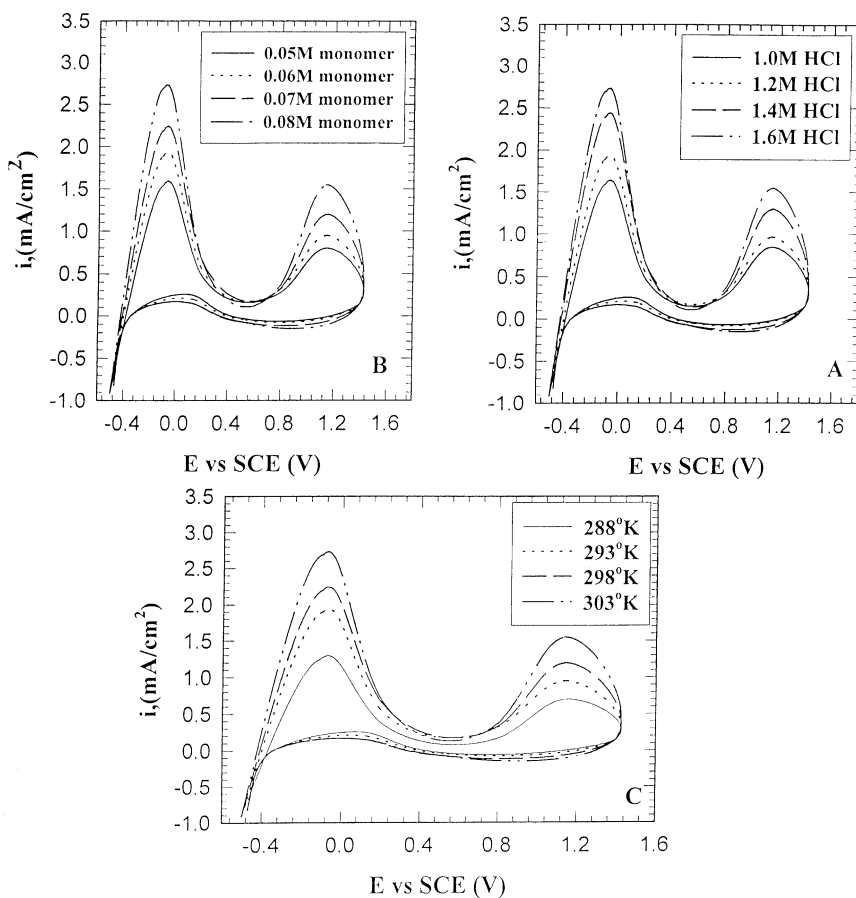 3.5
3.0
2.5
2.0
1.5
1.0
0.5
0.0
-0.5
-1.0
i,(mA/cm2)
0.05M monomer
0.06M monomer
0.07M monomer
0.08M monomer
B
-0.4 0.0 0.4 0.8 1.2 1.6
E vs SCE (V)
3.5
3.0
2.5
2.0
1.5
1.0
0.5
0.0
-0.5
-1.0
i,(mA/cm2)
1.0M HCl
1.2M HCl
1.4M HCl
1.6M HCl
A
-0.4 0.0 0.4 0.8 1.2 1.6
E vs SCE (V)
3.5
3.0
2.5
2.0
1.5
1.0
0.5
0.0
-0.5
-1.0
i,(mA/cm2)
288°K
293°K
298°K
303°K
C
-0.4 0.0 0.4 0.8 1.2 1.6
E vs SCE (V)